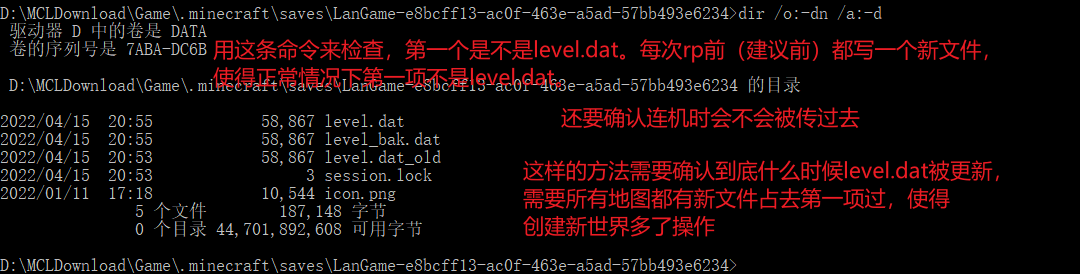 D:\MCLDownload\Game\.minecraft\saves\LanGame-e8bcff13-ac0f-463e-a5ad-57bb493e6234>dir /o:-dn /a:-d
驱动器 D 中的卷是 DATA
卷的序列号是 7ABA-DC6B
用这条命令来检查，第一个是不是level.dat。每次rp前（建议前）都写一个新文件，
使得正常情况下第一项不是level.dat
D:\MCLDownload\Game\.minecraft\saves\LanGame-e8bcff13-ac0f-463e-a5ad-57bb493e6234 的目录
还要确认连机时会不会被传过去
2022/04/15  20:55            58,867 level.dat
2022/04/15  20:55            58,867 level_bak.dat
2022/04/15  20:53            58,867 level.dat_old
2022/04/15  20:53                 3 session.lock
2022/01/11  17:18            10,544 icon.png
5 个文件        187,148 字节
0 个目录 44,701,892,608 可用字节
这样的方法需要确认到底什么时候level.dat被更新，
需要所有地图都有新文件占去第一项过，使得
创建新世界多了操作
D:\MCLDownload\Game\.minecraft\saves\LanGame-e8bcff13-ac0f-463e-a5ad-57bb493e6234>